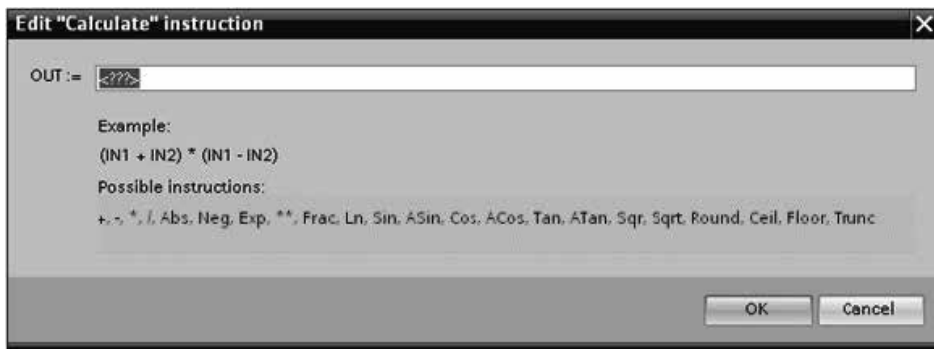 Edit "Calculate" instruction
OUT := <???>
Example:
(IN1 + IN2) * (IN1 - IN2)
Possible instructions:
+, -, *, /, Abs, Neg, Exp, **, Frac, Ln, Sin, ASin, Cos, ACos, Tan, ATan, Sqr, Sqrt, Round, Ceil, Floor, Trunc
OK Cancel